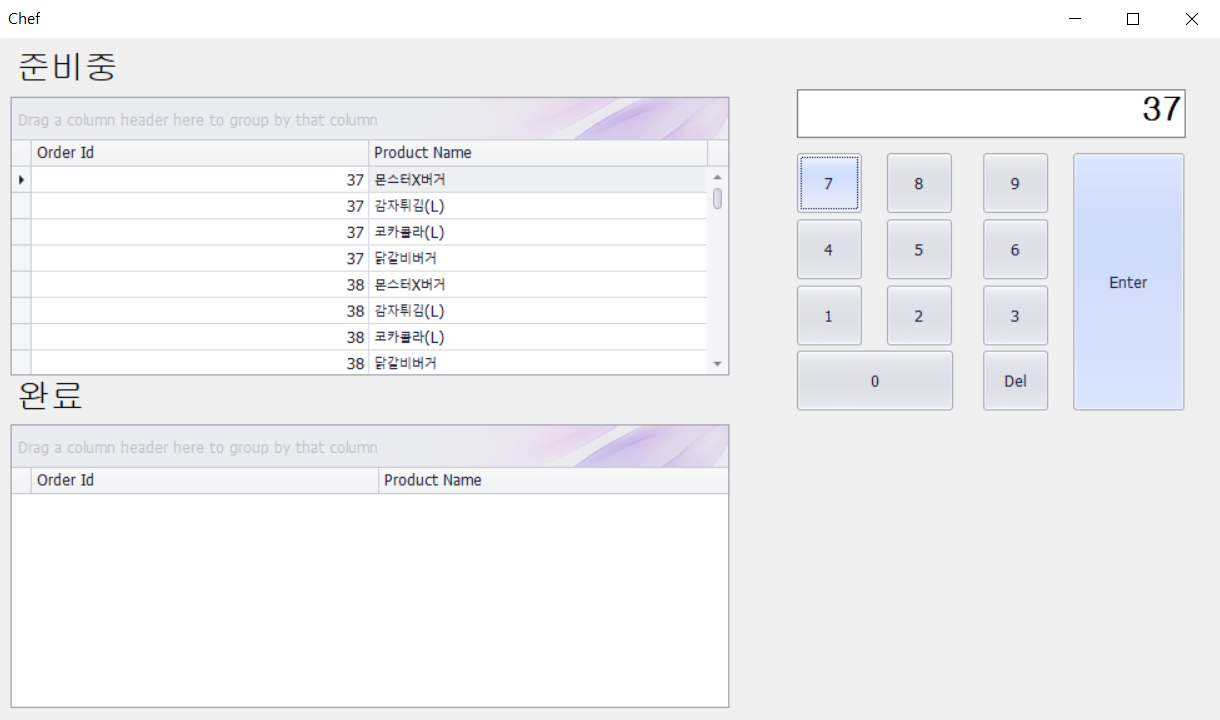 Chef
준비중
Drag a column header here to group by that column
Order Id Product Name
37 몬스터X버거
37 감자튀김(L)
37 코카콜라(L)
37 닭갈비버거
38 몬스터X버거
38 감자튀김(L)
38 코카콜라(L)
38 닭갈비버거
완료
Drag a column header here to group by that column
Order Id Product Name
37
7 8 9
4 5 6 Enter
1 2 3
0 Del